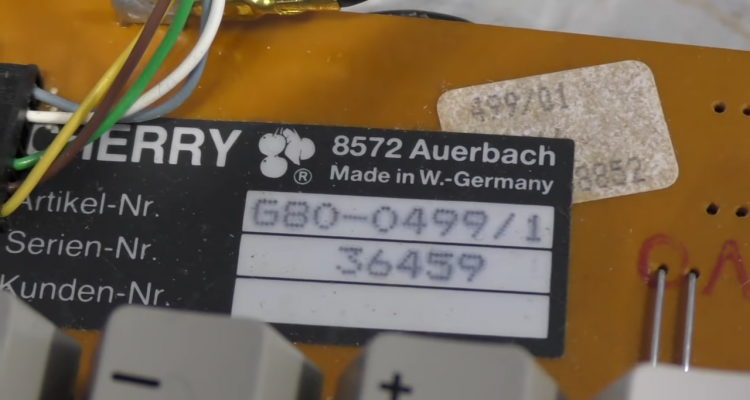 CHERRY ® 8572 Auerbach
Made in W.-Germany
Artikel-Nr. G80-0499/1
Serien-Nr. 36459
Kunden-Nr.
499/01
8852
-
+